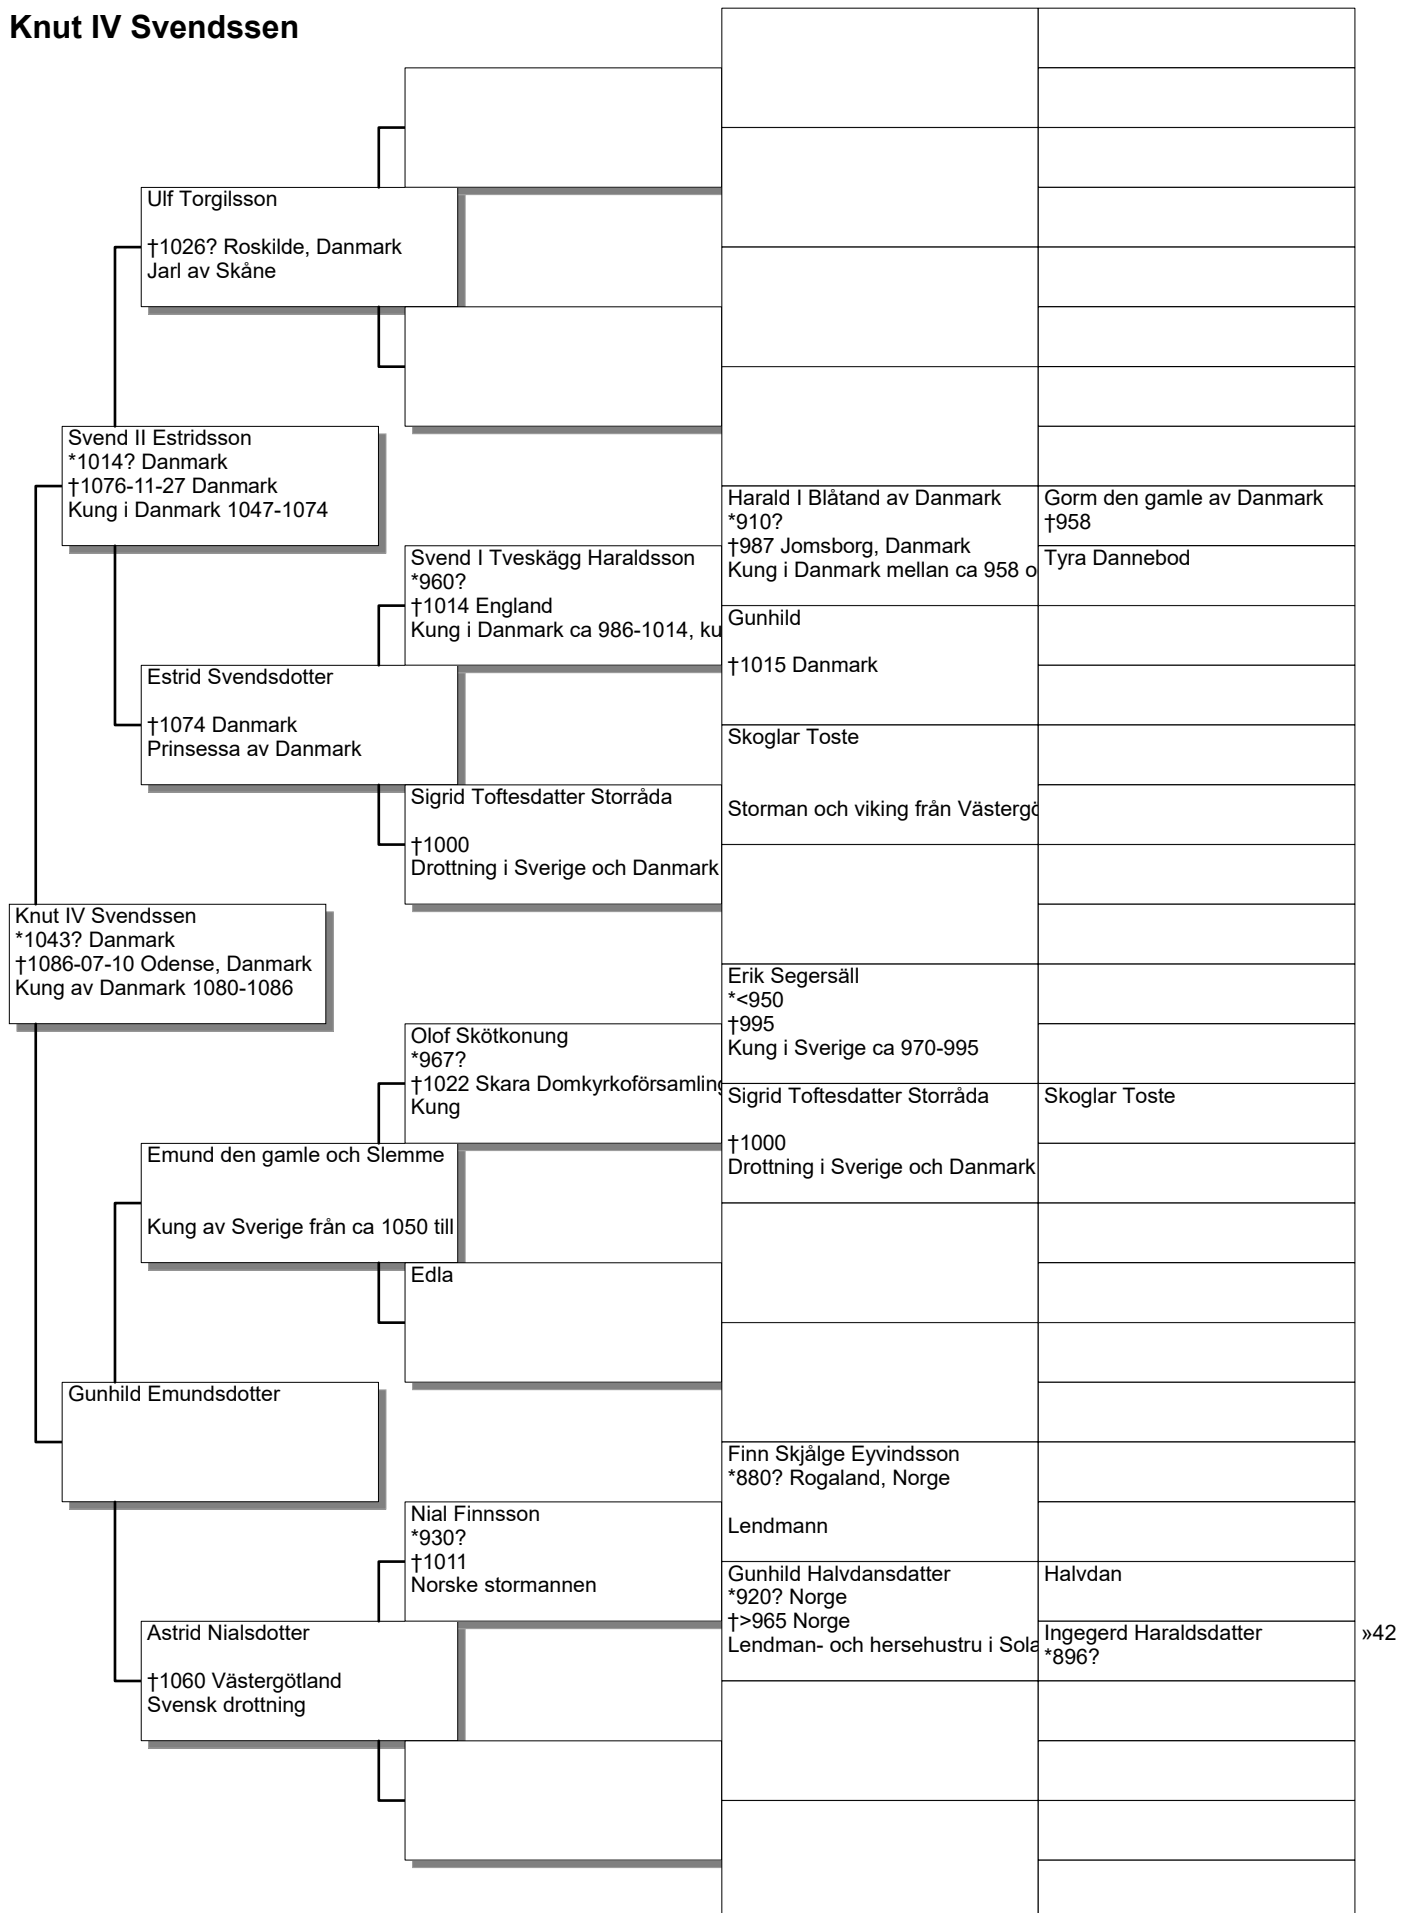 Knut IV Svendssen
Ulf Torgilsson
†1026? Roskilde, Danmark
Jarl av Skåne
Svend II Estridsson
*1014? Danmark
†1076-11-27 Danmark
Kung i Danmark 1047-1074
Harald I Blåtand av Danmark
*910?
†987 Jomsborg, Danmark
Kung i Danmark mellan ca 958 o
Gorm den gamle av Danmark
†958
Tyra Dannebod
Svend I Tveskägg Haraldsson
*960?
†1014 England
Kung i Danmark ca 986-1014, ku
Gunhild
†1015 Danmark
Estrid Svendsdotter
†1074 Danmark
Prinsessa av Danmark
Skoglar Toste
Storman och viking från Västergö
Sigrid Toftesdatter Storråda
†1000
Drottning i Sverige och Danmark
Knut IV Svendssen
*1043? Danmark
†1086-07-10 Odense, Danmark
Kung av Danmark 1080-1086
Erik Segersäll
*<950
†995
Kung i Sverige ca 970-995
Olof Skötkonung
*967?
†1022 Skara Domkyrkoförsamling
Kung
Sigrid Toftesdatter Storråda
†1000
Drottning i Sverige och Danmark
Skoglar Toste
Emund den gamle och Slemme
Kung av Sverige från ca 1050 till
Edla
Gunhild Emundsdotter
Finn Skjålge Eyvindsson
*880? Rogaland, Norge
Lendmann
Nial Finnsson
*930?
†1011
Norske stormannen
Gunhild Halvdansdatter
*920? Norge
†>965 Norge
Lendman- och hersehustru i Sola
Halvdan
Ingegerd Haraldsdatter
*896?
»42
Astrid Nialsdotter
†1060 Västergötland
Svensk drottning